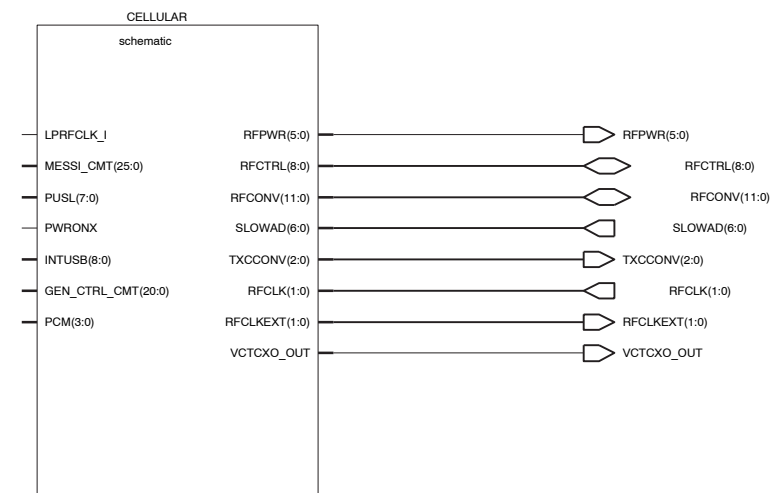 CELLULAR
schematic
LPRFCLK_I RFPWR(5:0) RFPWR(5:0)
MESSI_CMT(25:0) RFCTRL(8:0) RFCTRL(8:0)
PUSL(7:0) RFCONV(11:0) RFCONV(11:0)
PWRONX SLOWAD(6:0) SLOWAD(6:0)
INTUSB(8:0) TXCCONV(2:0) TXCCONV(2:0)
GEN_CTRL_CMT(20:0) RFCLK(1:0) RFCLK(1:0)
PCM(3:0) RFCLKEXT(1:0) RFCLKEXT(1:0)
VCTCXO_OUT VCTCXO_OUT